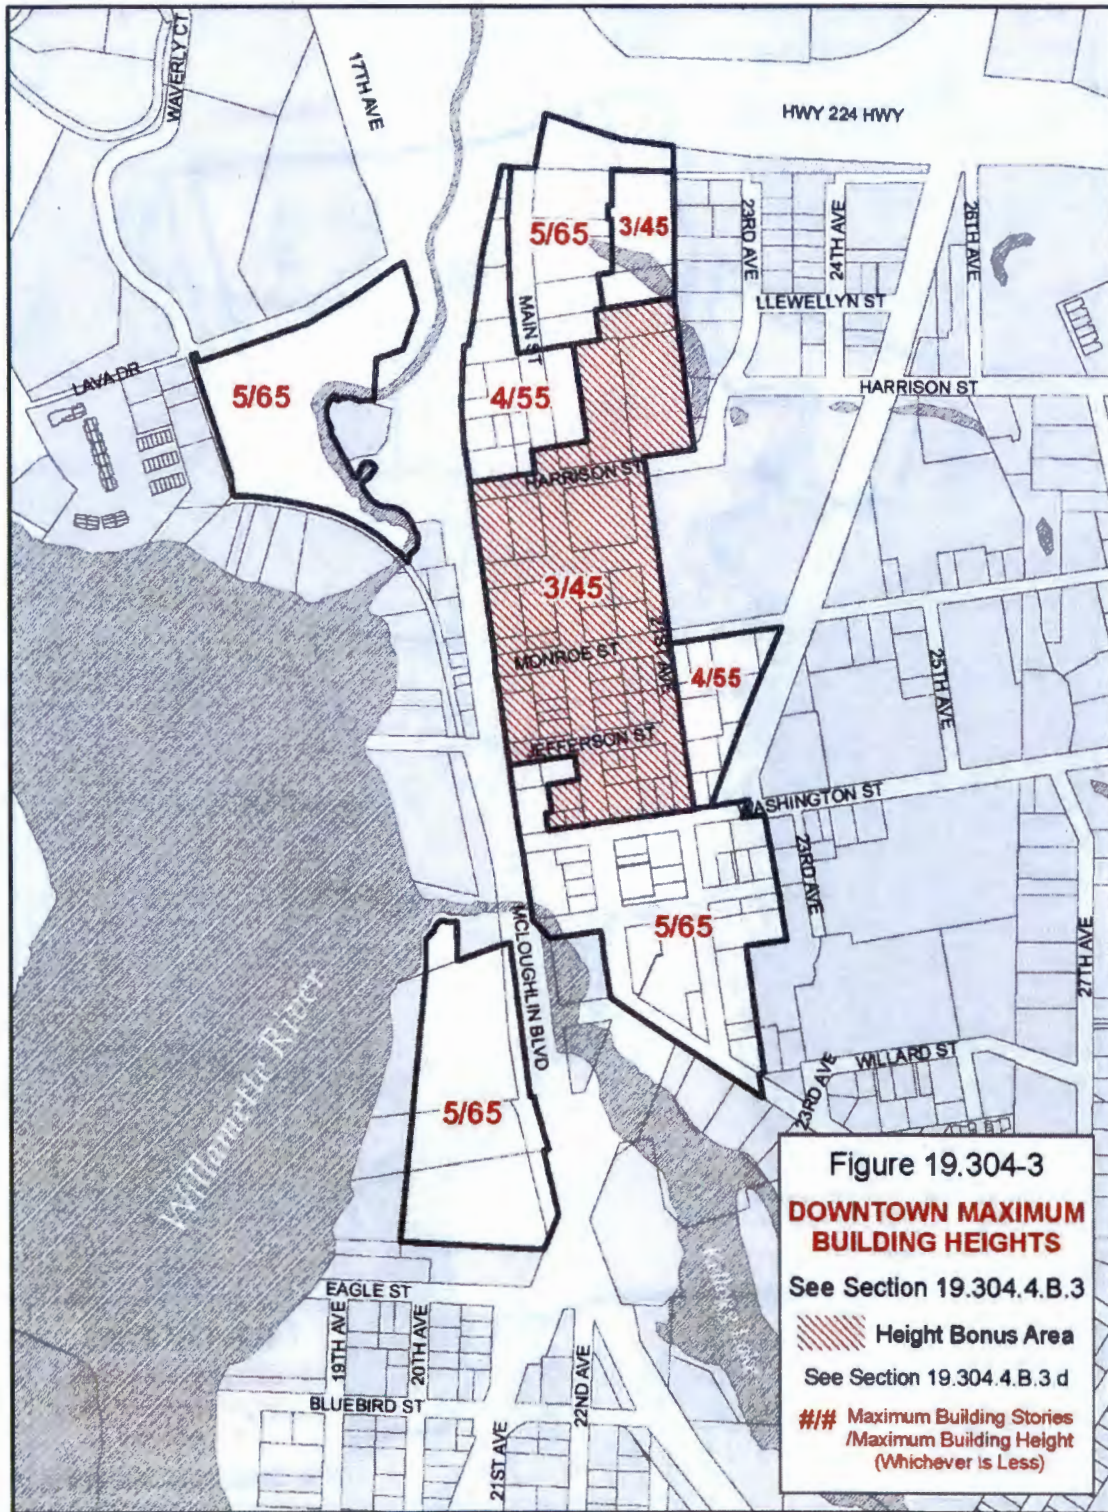 WAVERLY CT
17TH AVE
HWY 224 HWY
5/65
3/45
23RD AVE
24TH AVE
26TH AVE
MAIN ST
LLEWELLYN ST
LAVA DR
5/65
4/55
HARRISON ST
HARRISON ST
3/45
21ST AVE
MONROE ST
4/55
25TH AVE
JEFFERSON ST
WASHINGTON ST
23RD AVE
5/65
MCLOUGHLIN BLVD
27TH AVE
Willamette River
WILLARD ST
23RD AVE
5/65
Figure 19.304-3
DOWNTOWN MAXIMUM
BUILDING HEIGHTS
See Section 19.304.4.B.3
Height Bonus Area
See Section 19.304.4.B.3 d
#/# Maximum Building Stories
/Maximum Building Height
(Whichever is Less)
EAGLE ST
19TH AVE
20TH AVE
22ND AVE
BLUEBIRD ST
21ST AVE